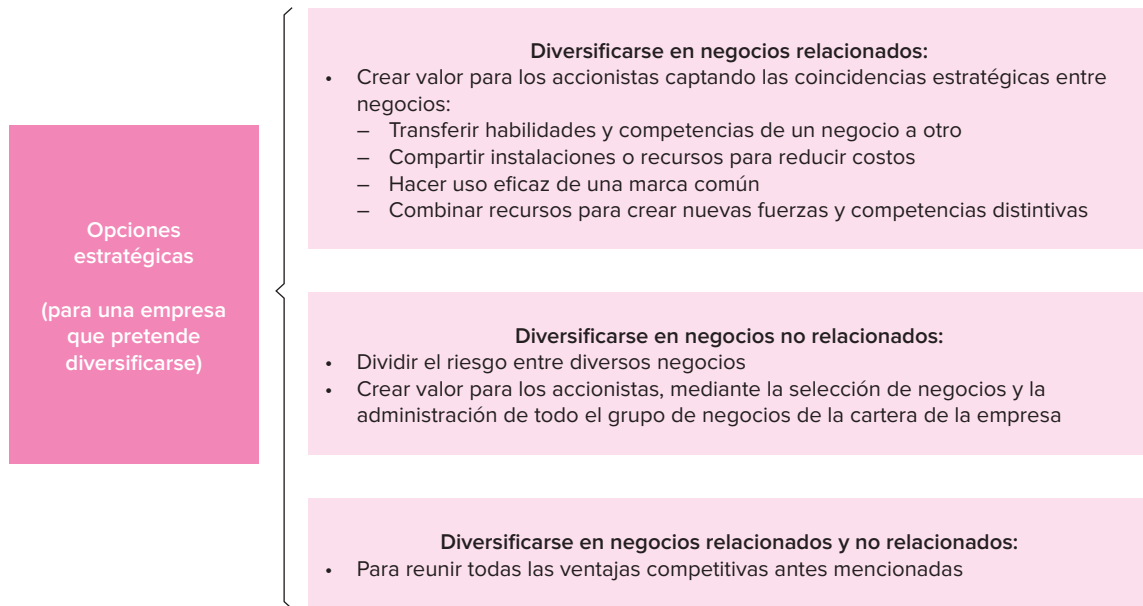 Opciones
estratégicas
(para una empresa
que pretende
diversificarse)
Diversificarse en negocios relacionados:
• Crear valor para los accionistas captando las coincidencias estratégicas entre
negocios:
– Transferir habilidades y competencias de un negocio a otro
– Compartir instalaciones o recursos para reducir costos
– Hacer uso eficaz de una marca común
– Combinar recursos para crear nuevas fuerzas y competencias distintivas
Diversificarse en negocios no relacionados:
• Dividir el riesgo entre diversos negocios
• Crear valor para los accionistas, mediante la selección de negocios y la
administración de todo el grupo de negocios de la cartera de la empresa
Diversificarse en negocios relacionados y no relacionados:
• Para reunir todas las ventajas competitivas antes mencionadas